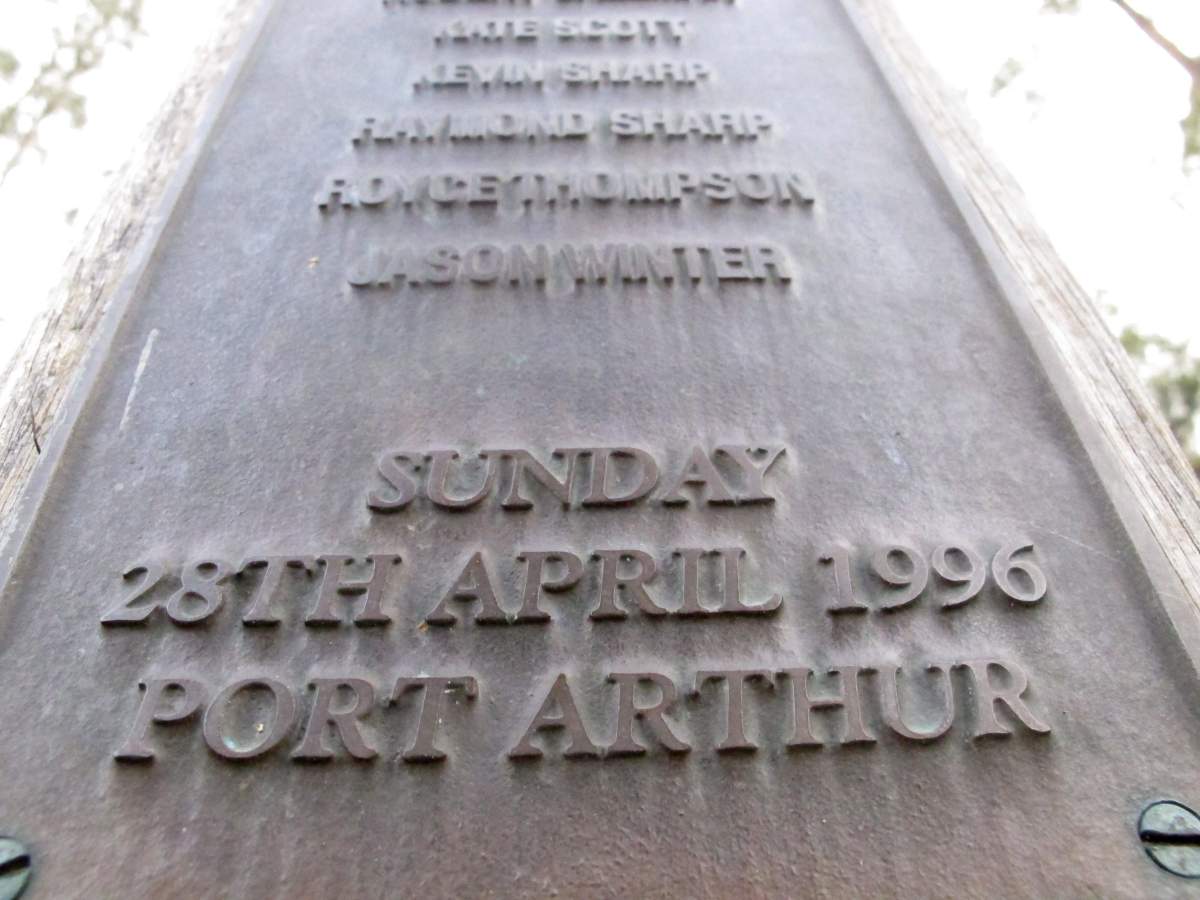 KATE SCOTT
KEVIN SHARP
RAYMOND SHARP
ROYCE THOMPSON
JASON WINTER
SUNDAY
28TH APRIL 1996
PORT ARTHUR